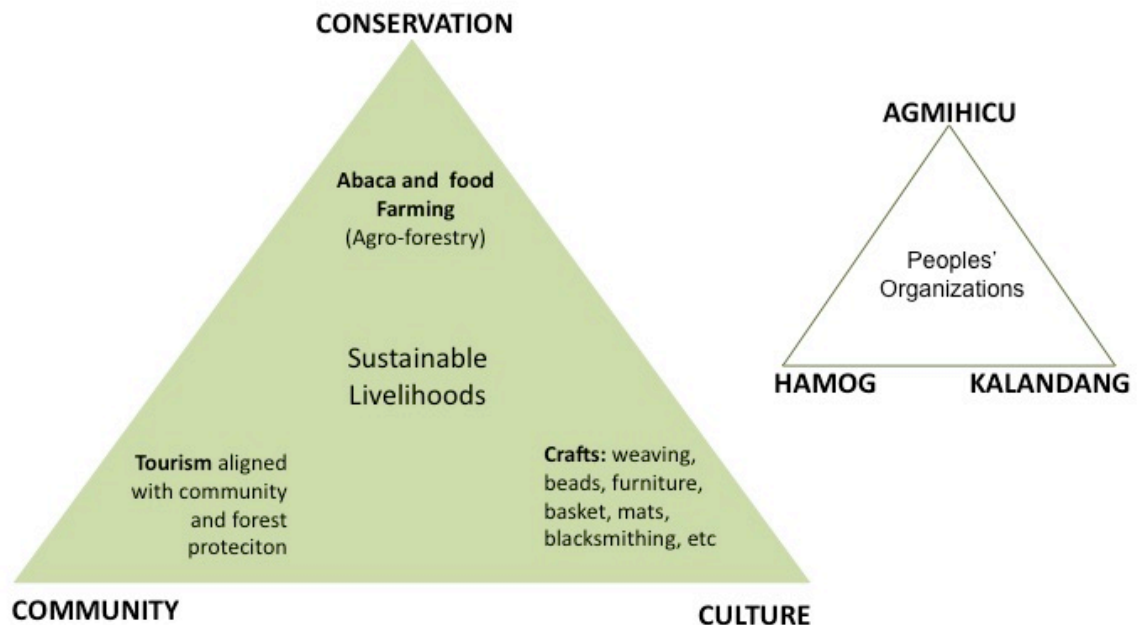 CONSERVATION
Abaca and food
Farming
(Agro-forestry)
Sustainable
Livelihoods
Tourism aligned
with community
and forest
proteciton
Crafts: weaving,
beads, furniture,
basket, mats,
blacksmithing, etc
COMMUNITY
CULTURE
AGMIHICU
Peoples’
Organizations
HAMOG
KALANDANG